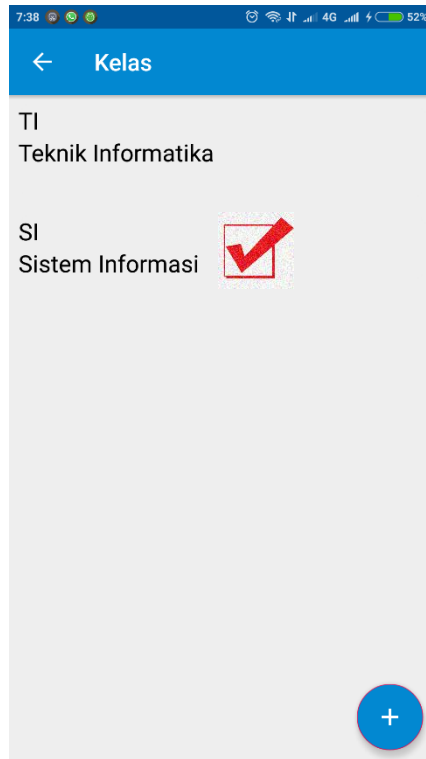 7:38 4G 52%
Kelas
TI
Teknik Informatika
SI
Sistem Informasi